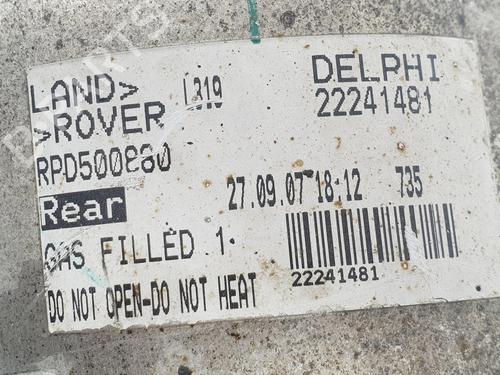 LAND> L319 DELPHI
>ROVER 22241481
RPD500880
Rear 27.09.07 18:12 735
GAS FILLED 1.
22241481
DO NOT OPEN-DO NOT HEAT